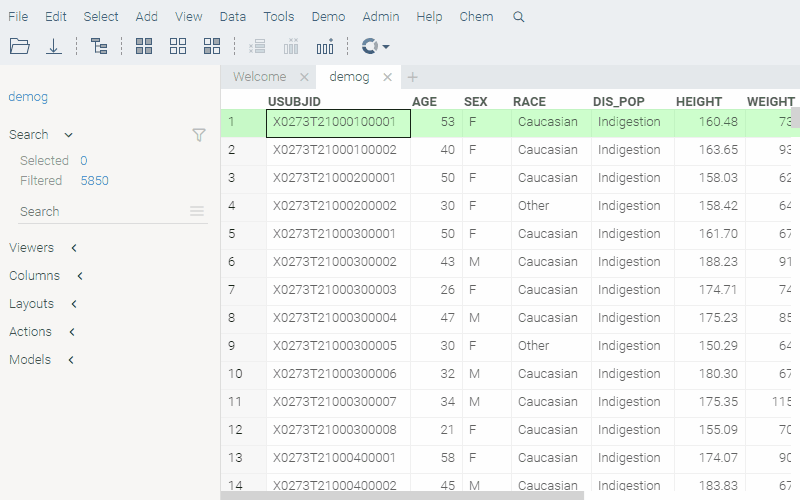 File Edit Select Add View Data Tools Demo Admin Help Chem
Welcome demog
demog
Search
Selected 0
Filtered 5850
Search
Viewers
Columns
Layouts
Actions
Models
USUBJID AGE SEX RACE DIS_POP HEIGHT WEIGHT
1 X0273T21000100001 53 F Caucasian Indigestion 160.48 73
2 X0273T21000100002 40 F Caucasian Indigestion 163.65 93
3 X0273T21000200001 50 F Caucasian Indigestion 158.03 62
4 X0273T21000200002 30 F Other Indigestion 158.42 64
5 X0273T21000300001 50 F Caucasian Indigestion 161.70 67
6 X0273T21000300002 43 M Caucasian Indigestion 188.23 91
7 X0273T21000300003 26 F Caucasian Indigestion 174.71 74
8 X0273T21000300004 47 M Caucasian Indigestion 175.23 85
9 X0273T21000300005 30 F Other Indigestion 150.29 64
10 X0273T21000300006 32 M Caucasian Indigestion 180.30 67
11 X0273T21000300007 34 M Caucasian Indigestion 175.35 115
12 X0273T21000300008 21 F Caucasian Indigestion 155.09 70
13 X0273T21000400001 58 F Caucasian Indigestion 174.07 90
14 X0273T21000400002 45 M Caucasian Indigestion 183.83 67